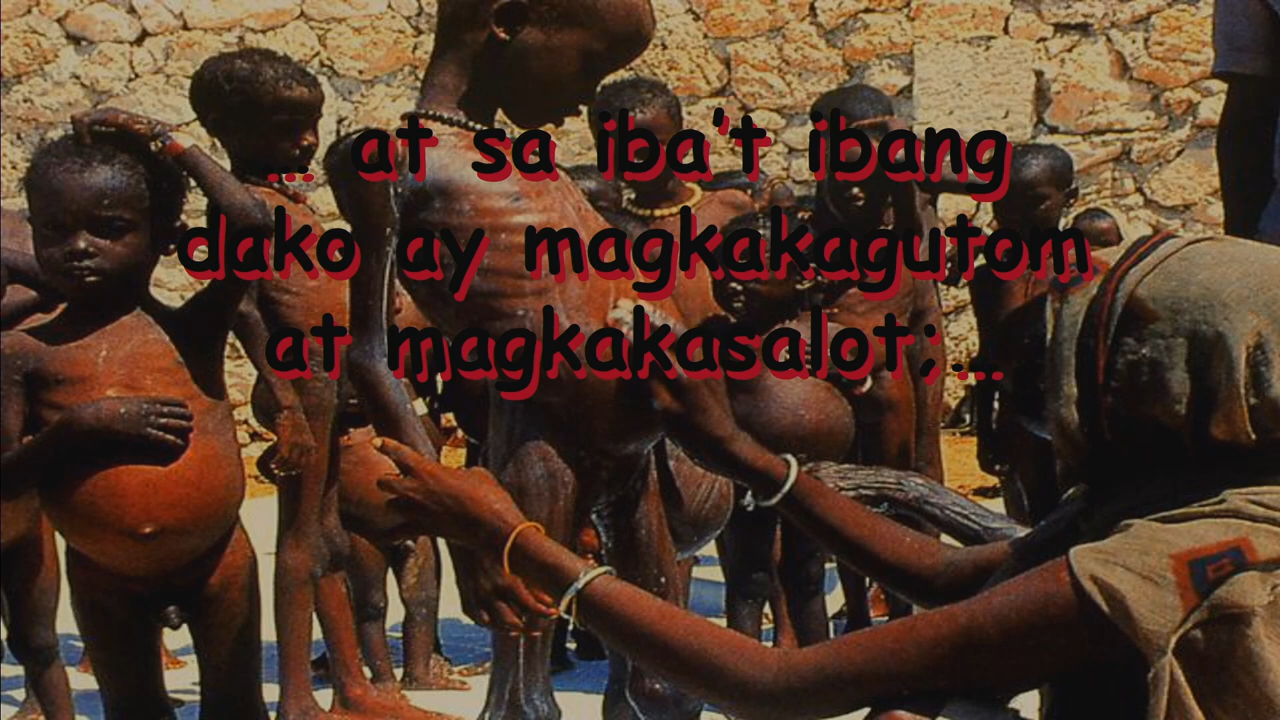 ... at sa iba't ibang
dako ay magkakagutom
at magkakasalot;...